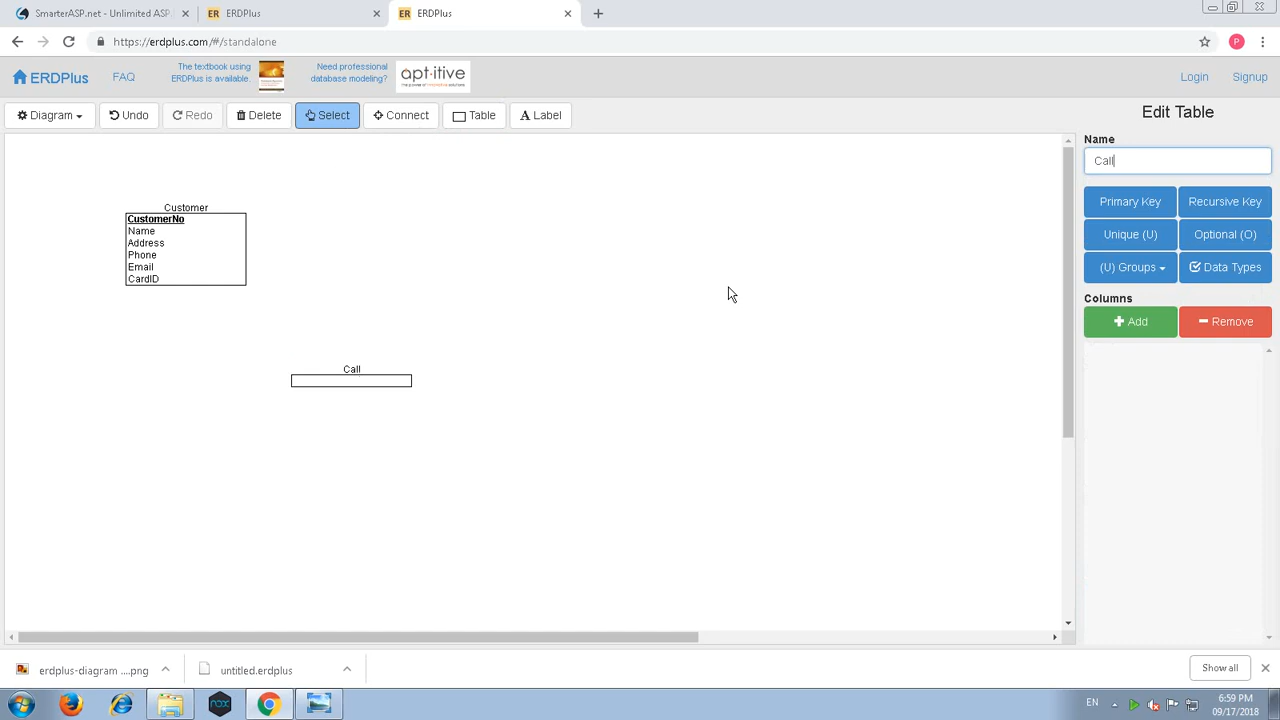 SmarterASP.net - Unlimited ASP
ERDPlus
ERDPlus
https://erdplus.com/#/standalone
P
ERDPlus
FAQ
The textbook using
ERDPlus is available.
Need professional
database modeling?
apt·itive
Login
Signup
Diagram
Undo
Redo
Delete
Select
Connect
Table
A Label
Edit Table
Name
Call
Primary Key
Recursive Key
Unique (U)
Optional (O)
(U) Groups
Data Types
Columns
Add
Remove
Customer
CustomerNo
Name
Address
Phone
Email
CardID
Call
erdplus-diagram ....png
untitled.erdplus
Show all
nox
EN
6:59 PM
09/17/2018